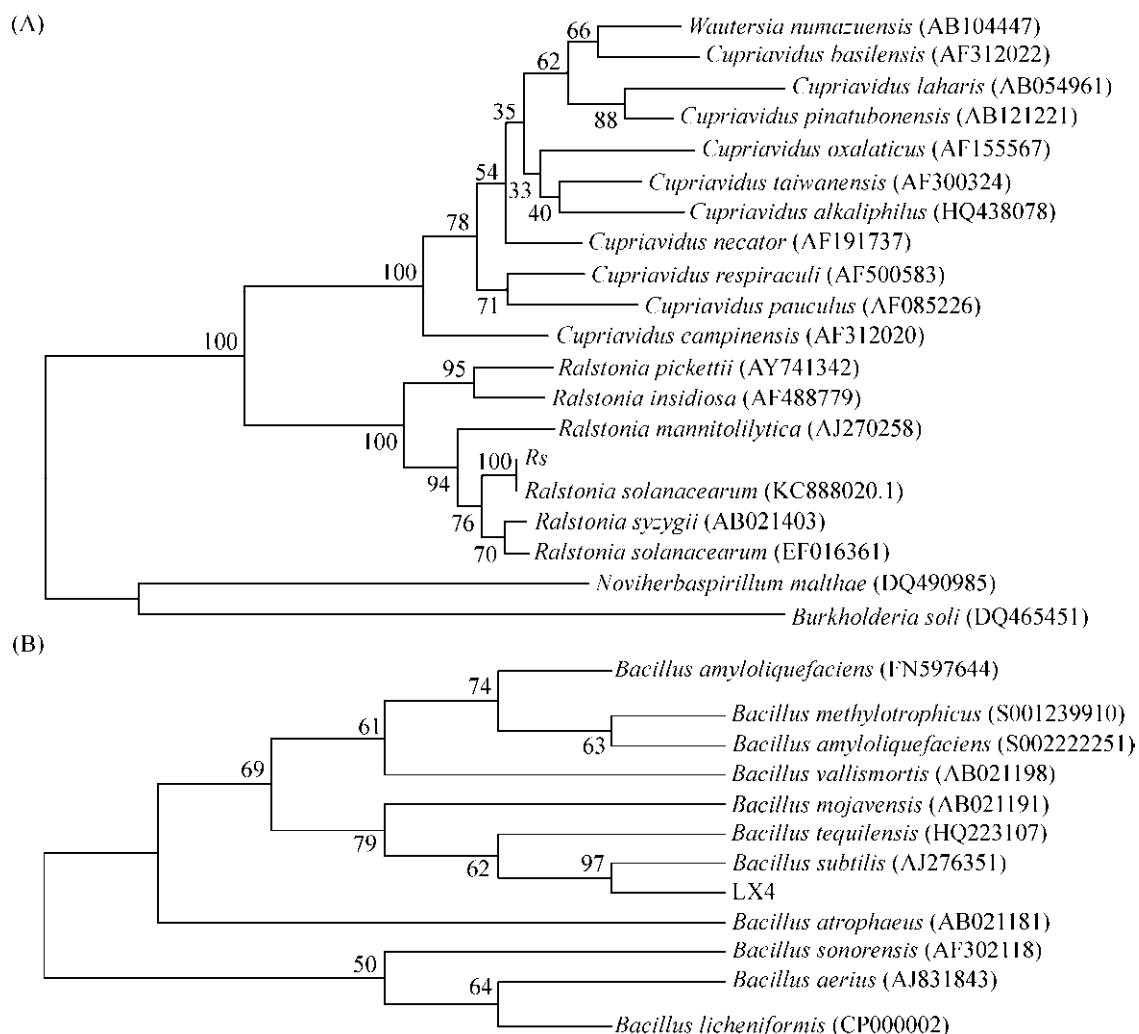 (A)
Wautersia numazuensis (AB104447)
66
Cupriavidus basilensis (AF312022)
62
Cupriavidus laharis (AB054961)
88
Cupriavidus pinatubonensis (AB121221)
35
Cupriavidus oxalaticus (AF155567)
54
33
Cupriavidus taiwanensis (AF300324)
40
Cupriavidus alkaliphilus (HQ438078)
78
Cupriavidus necator (AF191737)
100
Cupriavidus respiraculi (AF500583)
71
Cupriavidus pauculus (AF085226)
100
Cupriavidus campinensis (AF312020)
95
Ralstonia pickettii (AY741342)
Ralstonia insidiosa (AF488779)
100
Ralstonia mannitolilytica (AJ270258)
94
100
Rs
Ralstonia solanacearum (KC888020.1)
76
Ralstonia syzygii (AB021403)
70
Ralstonia solanacearum (EF016361)
Noviherbaspirillum malthae (DQ490985)
Burkholderia soli (DQ465451)
(B)
Bacillus amyloliquefaciens (FN597644)
74
Bacillus methylotrophicus (S001239910)
61
63
Bacillus amyloliquefaciens (S002222251)
69
Bacillus vallismortis (AB021198)
Bacillus mojavensis (AB021191)
79
Bacillus tequilensis (HQ223107)
62
97
Bacillus subtilis (AJ276351)
LX4
Bacillus atrophaeus (AB021181)
50
Bacillus sonorensis (AF302118)
64
Bacillus aerius (AJ831843)
Bacillus licheniformis (CP000002)